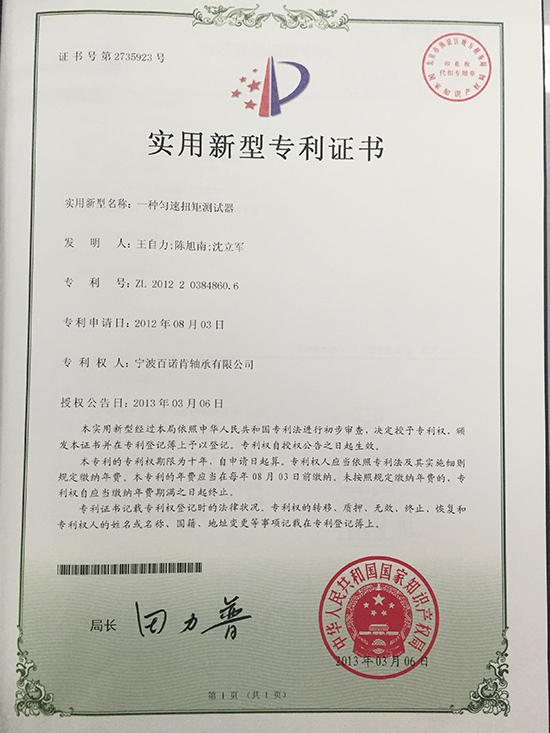 证书号第2735923号
印花税
代扣专用章
国家知识产权局
实用新型专利证书
实用新型名称：一种匀速扭矩测试器
发明人：王自力;陈旭南;沈立军
专利号：ZL 2012 2 0384860.6
专利申请日：2012年08月03日
专利权人：宁波百诺肯轴承有限公司
授权公告日：2013年03月06日
本实用新型经过本局依照中华人民共和国专利法进行初步审查，决定授予专利权，颁
发本证书并在专利登记簿上予以登记。专利权自授权公告之日起生效。
本专利的专利权期限为十年，自申请日起算。专利权人应当依照专利法及其实施细则
规定缴纳年费。本专利的年费应当在每年08月03日前缴纳。未按照规定缴纳年费的，专
利权自应当缴纳年费期满之日起终止。
专利证书记载专利权登记时的法律状况。专利权的转移、质押、无效、终止、恢复和
专利权人的姓名或名称、国籍、地址变更等事项记载在专利登记簿上。
局长 田力普
中华人民共和国国家知识产权局
2013年03月06日
第1页（共1页）